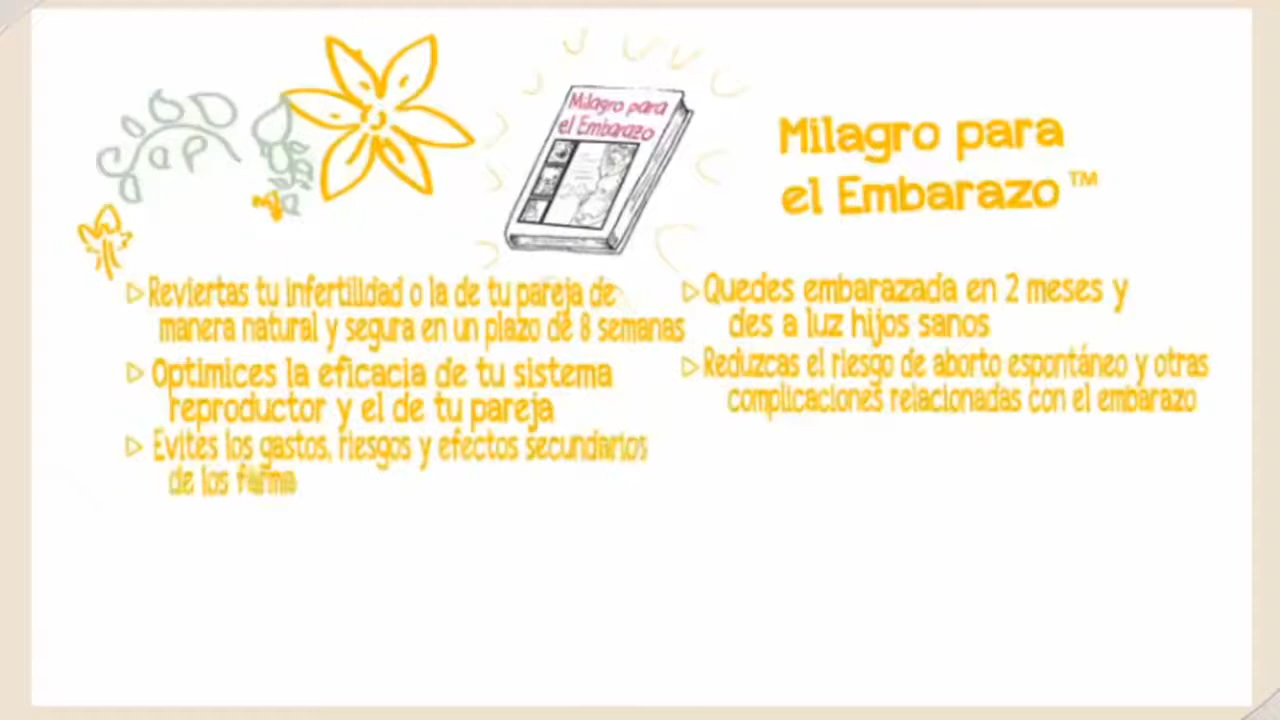 Milagro para
el Embarazo
Milagro para
el Embarazo™
Reviertas tu infertilidad o la de tu pareja de
manera natural y segura en un plazo de 8 semanas
Optimices la eficacia de tu sistema
reproductor y el de tu pareja
Evites los gastos, riesgos y efectos secundarios
de los farma
Quedes embarazada en 2 meses y
des a luz hijos sanos
Reduzcas el riesgo de aborto espontáneo y otras
complicaciones relacionadas con el embarazo